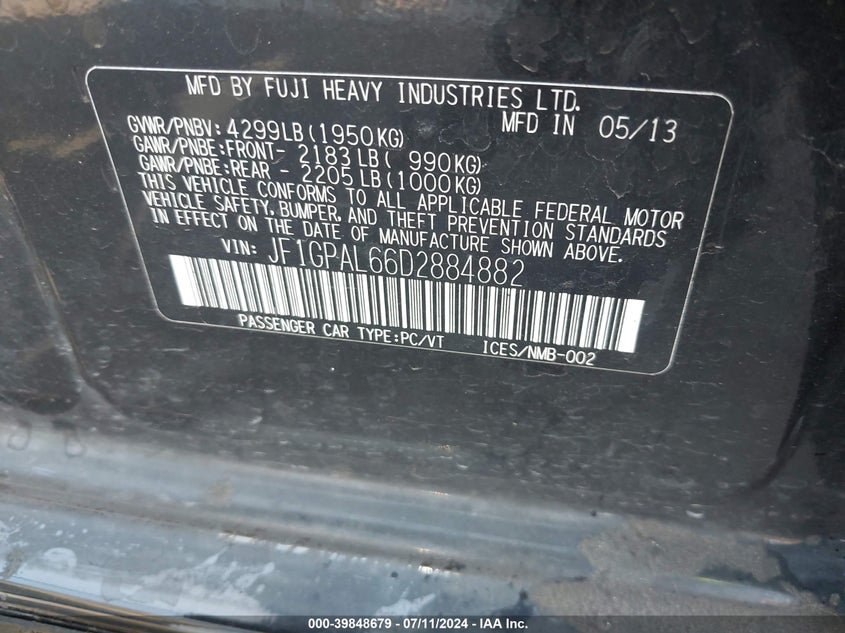 MFD BY FUJI HEAVY INDUSTRIES LTD.
GVWR/PNBV: 4299LB(1950KG) MFD IN 05/13
GAWR/PNBE:FRONT- 2183LB( 990KG)
GAWR/PNBE:REAR - 2205LB(1000KG)
THIS VEHICLE CONFORMS TO ALL APPLICABLE FEDERAL MOTOR
VEHICLE SAFETY, BUMPER, AND THEFT PREVENTION STANDARDS
IN EFFECT ON THE DATE OF MANUFACTURE SHOWN ABOVE.
VIN: JF1GPAL66D2884882
PASSENGER CAR TYPE:PC/VT ICES/NMB-002
000-39848679 - 07/11/2024 - IAA Inc.